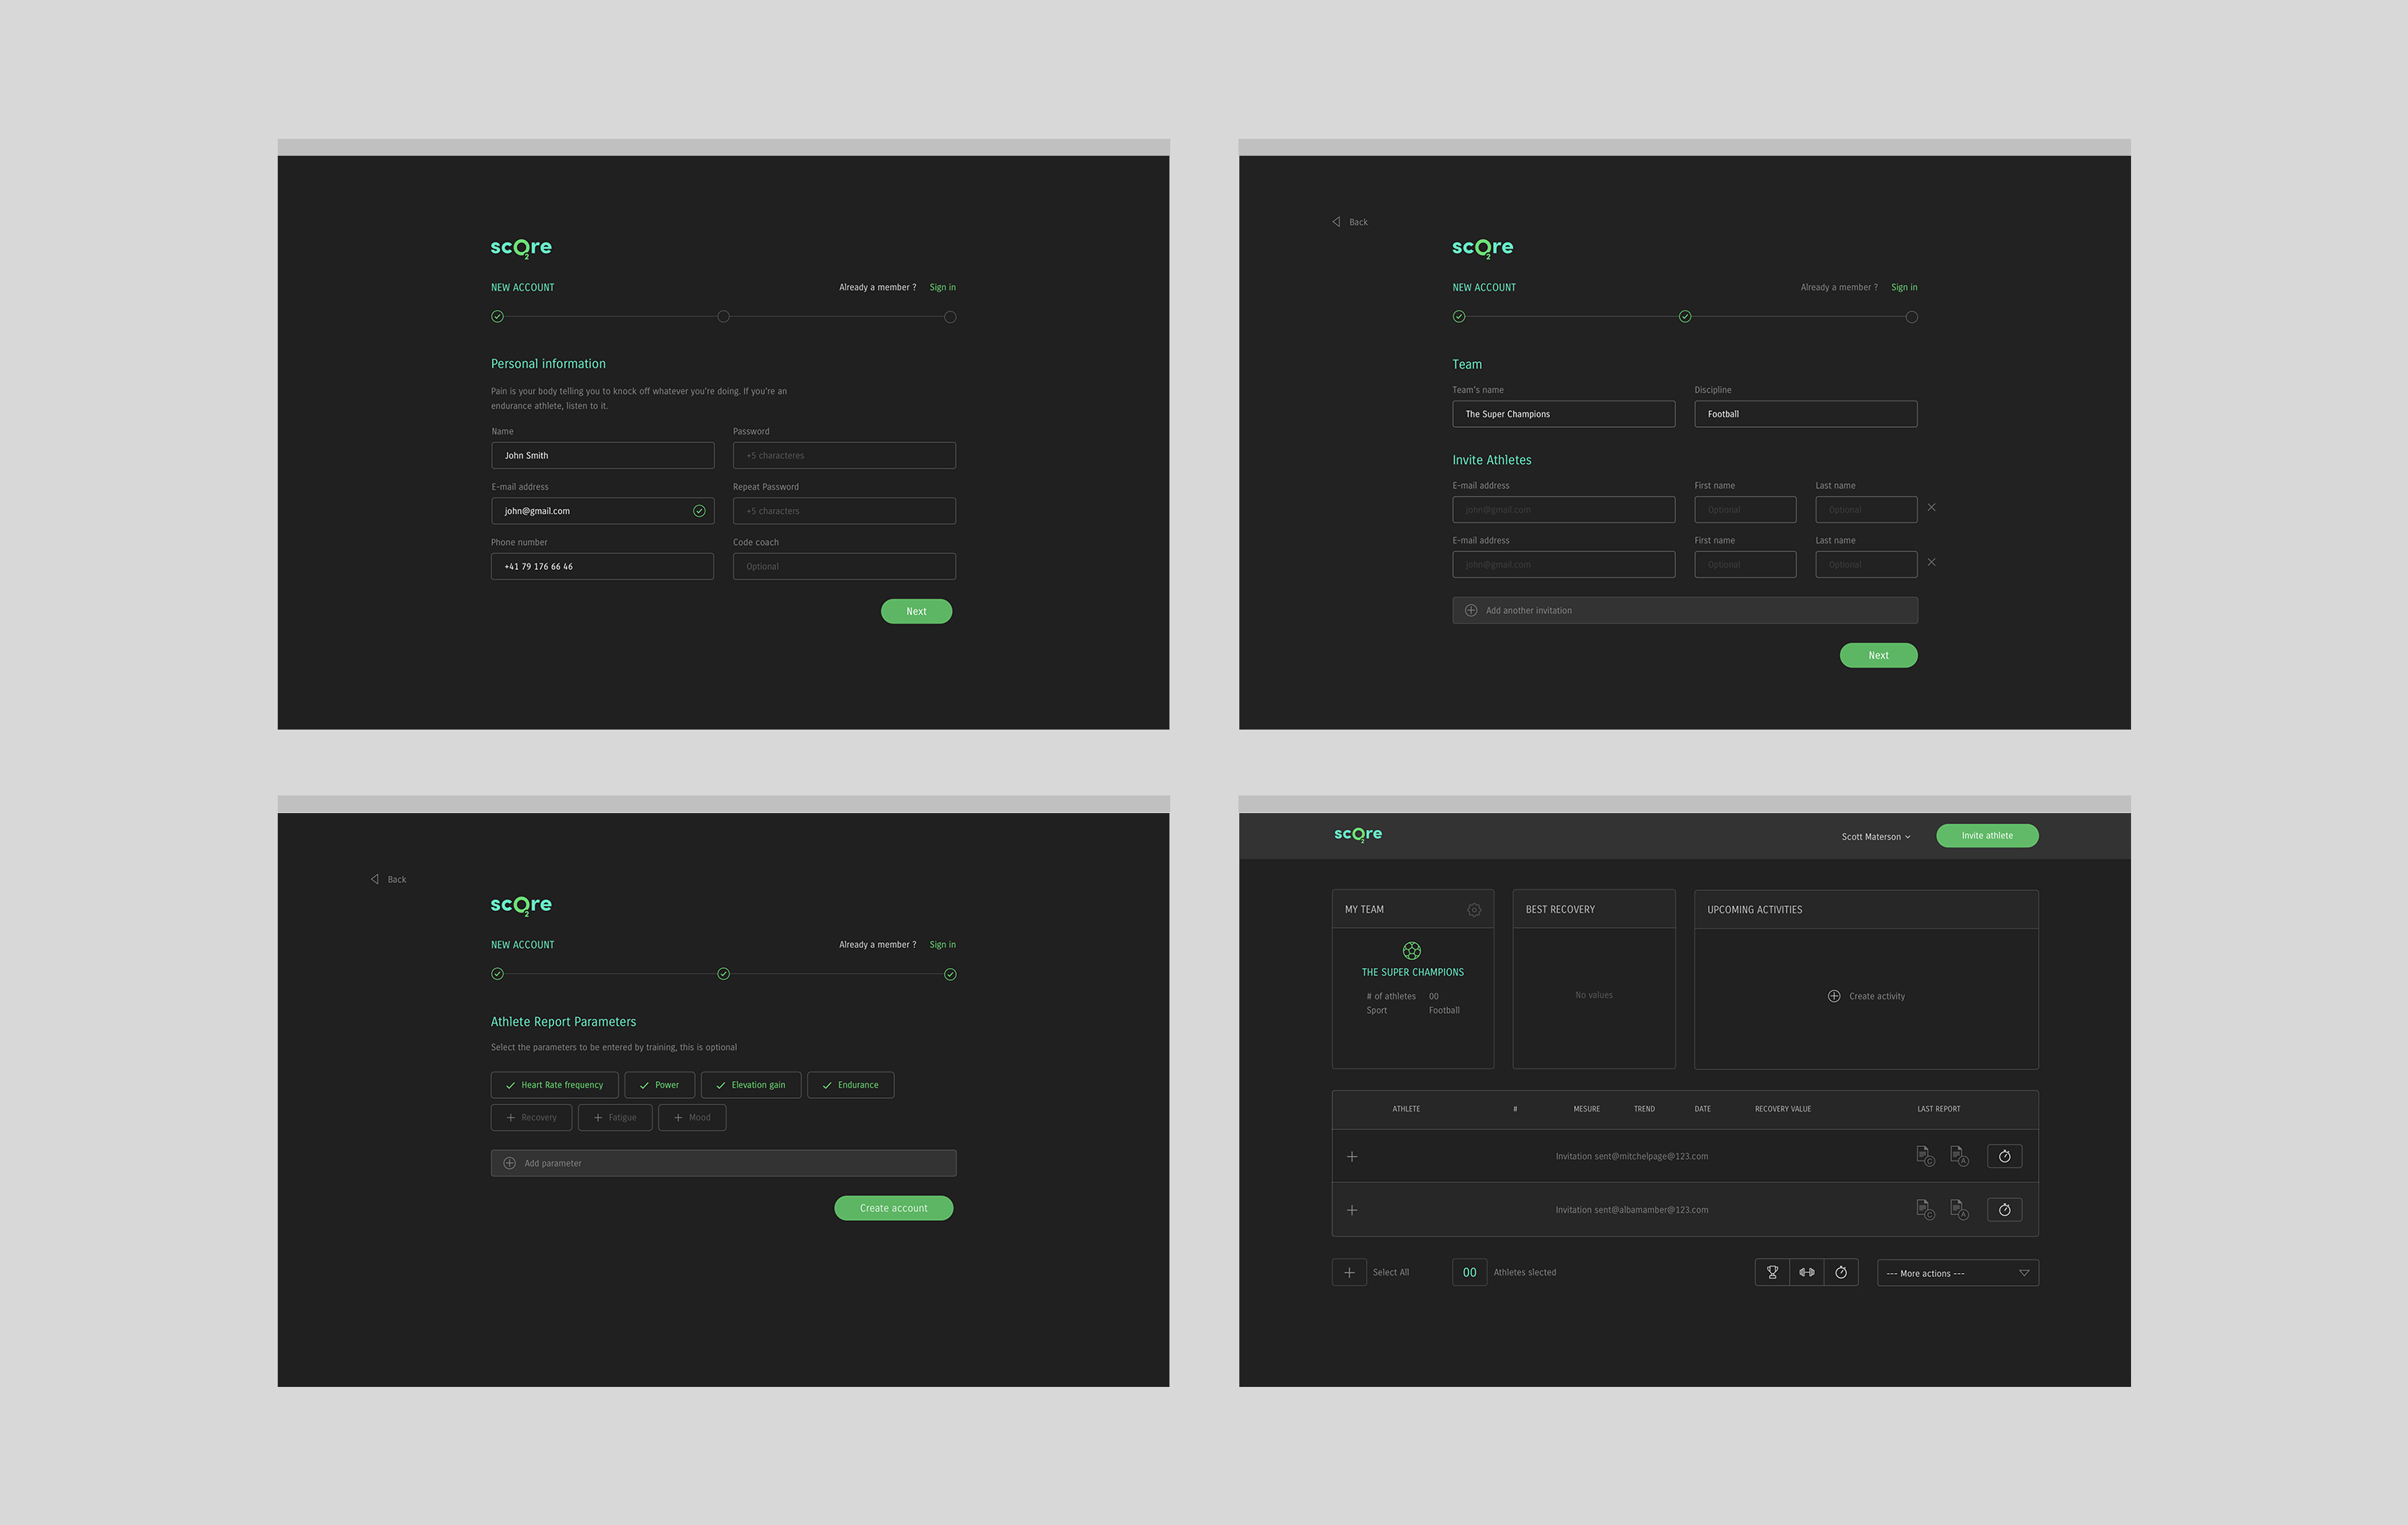 scO2re
NEW ACCOUNT
Already a member ? Sign in
Personal information
Pain is your body telling you to knock off whatever you're doing. If you're an
endurance athlete, listen to it.
Name Password
John Smith +5 characteres
E-mail address Repeat Password
john@gmail.com +5 characters
Phone number Code coach
+41 79 176 66 46 Optional
Next
Back
scO2re
NEW ACCOUNT
Already a member ? Sign in
Team
Team's name Discipline
The Super Champions Football
Invite Athletes
E-mail address First name Last name
john@gmail.com Optional Optional
E-mail address First name Last name
john@gmail.com Optional Optional
Add another invitation
Next
Back
scO2re
NEW ACCOUNT
Already a member ? Sign in
Athlete Report Parameters
Select the parameters to be entered by training, this is optional
Heart Rate frequency Power Elevation gain Endurance
Recovery Fatigue Mood
Add parameter
Create account
scO2re
Scott Materson Invite athlete
MY TEAM BEST RECOVERY UPCOMING ACTIVITIES
THE SUPER CHAMPIONS
# of athletes 00
Sport Football
No values
Create activity
ATHLETE # MESURE TREND DATE RECOVERY VALUE LAST REPORT
Invitation sent@mitchelpage@123.com C A
Invitation sent@albamamber@123.com C A
Select All 00 Athletes slected --- More actions ---